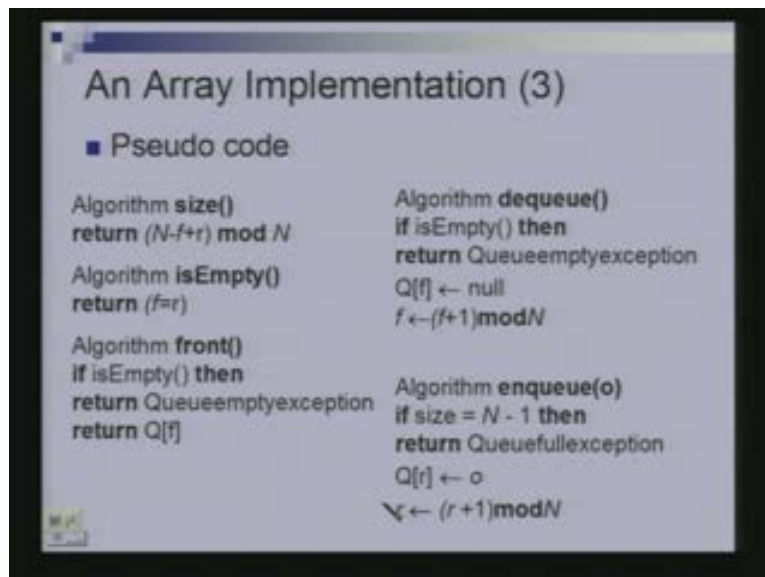 An Array Implementation (3)
Pseudo code
Algorithm size()
return (N-f+r) mod N
Algorithm isEmpty()
return (f=r)
Algorithm front()
if isEmpty() then
return Queueemptyexception
return Q[f]
Algorithm dequeue()
if isEmpty() then
return Queueemptyexception
Q[f] ← null
f ←(f+1)modN
Algorithm enqueue(o)
if size = N - 1 then
return Queuefullexception
Q[r] ← o
r ← (r +1)modN